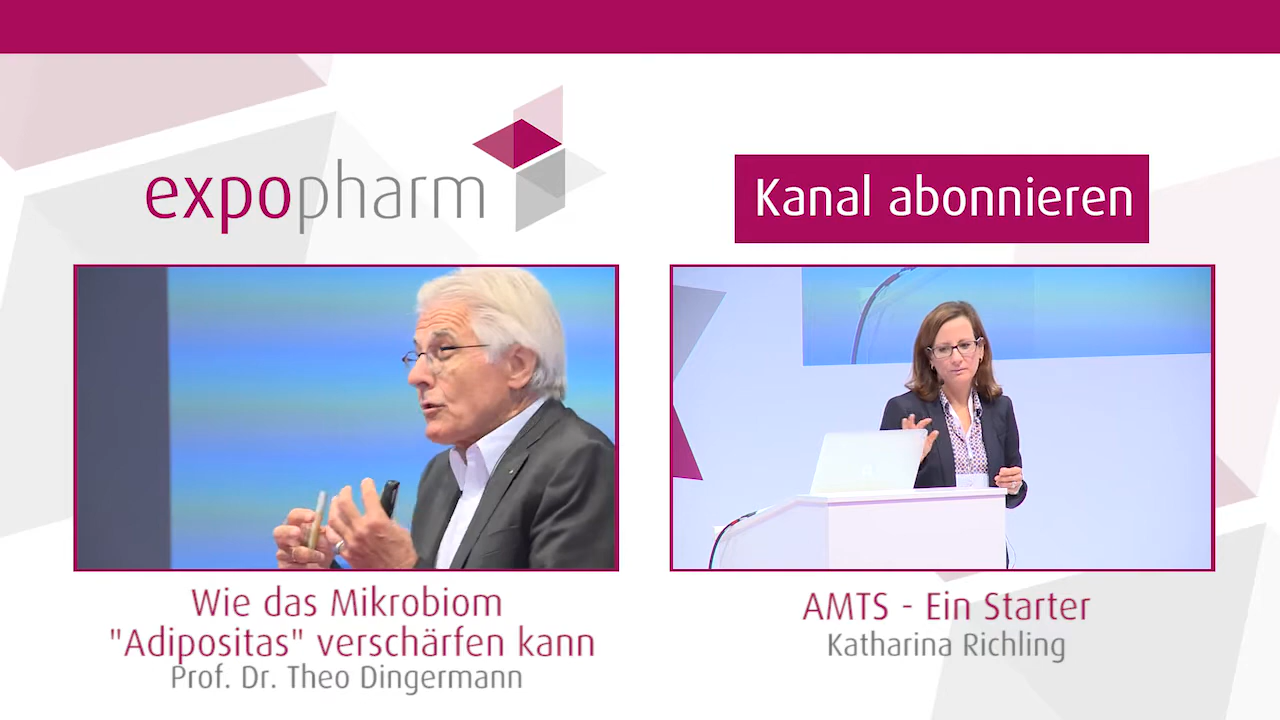 expopharm
Kanal abonnieren
Wie das Mikrobiom
"Adipositas" verschärfen kann
Prof. Dr. Theo Dingermann
AMTS - Ein Starter
Katharina Richling